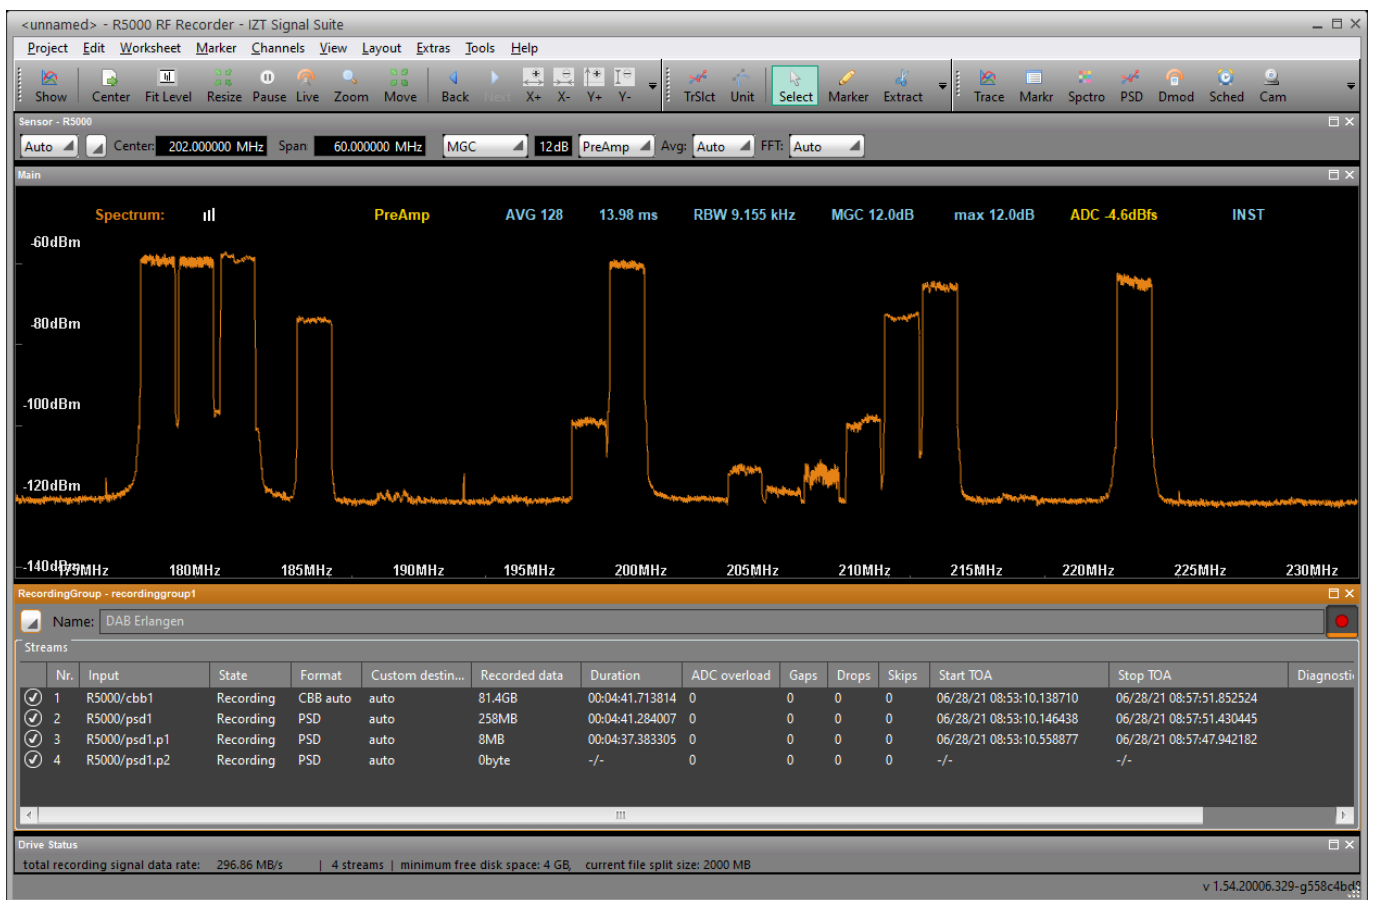 <unnamed> - R5000 RF Recorder - IZT Signal Suite
Project Edit Worksheet Marker Channels View Layout Extras Tools Help
Show Center Fit Level Resize Pause Live Zoom Move Back Next X+ X- Y+ Y- TrSlct Unit Select Marker Extract Trace Markr Spctro PSD Dmod Sched Cam
Sensor - R5000
Auto Center: 202.000000 MHz Span: 60.000000 MHz MGC 12dB PreAmp Avg: Auto FFT: Auto
Main
Spectrum: PreAmp AVG 128 13.98 ms RBW 9.155 kHz MGC 12.0dB max 12.0dB ADC -4.6dBfs INST
-60dBm
-80dBm
-100dBm
-120dBm
-140dBm
175MHz 180MHz 185MHz 190MHz 195MHz 200MHz 205MHz 210MHz 215MHz 220MHz 225MHz 230MHz
RecordingGroup - recordinggroup1
Name: DAB Erlangen
Streams
Nr. Input State Format Custom destin... Recorded data Duration ADC overload Gaps Drops Skips Start TOA Stop TOA Diagnosti
1 R5000/cbb1 Recording CBB auto auto 81.4GB 00:04:41.713814 0 0 0 0 06/28/21 08:53:10.138710 06/28/21 08:57:51.852524
2 R5000/psd1 Recording PSD auto 258MB 00:04:41.284007 0 0 0 0 06/28/21 08:53:10.146438 06/28/21 08:57:51.430445
3 R5000/psd1.p1 Recording PSD auto 8MB 00:04:37.383305 0 0 0 0 06/28/21 08:53:10.558877 06/28/21 08:57:47.942182
4 R5000/psd1.p2 Recording PSD auto 0byte -/- 0 0 0 0 -/- -/-
Drive Status
total recording signal data rate: 296.86 MB/s | 4 streams | minimum free disk space: 4 GB, current file split size: 2000 MB
v 1.54.20006.329-g558c4bd9